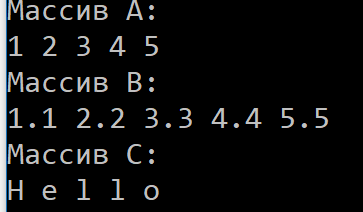 Массив A:
1 2 3 4 5
Массив B:
1.1 2.2 3.3 4.4 5.5
Массив C:
H e l l o